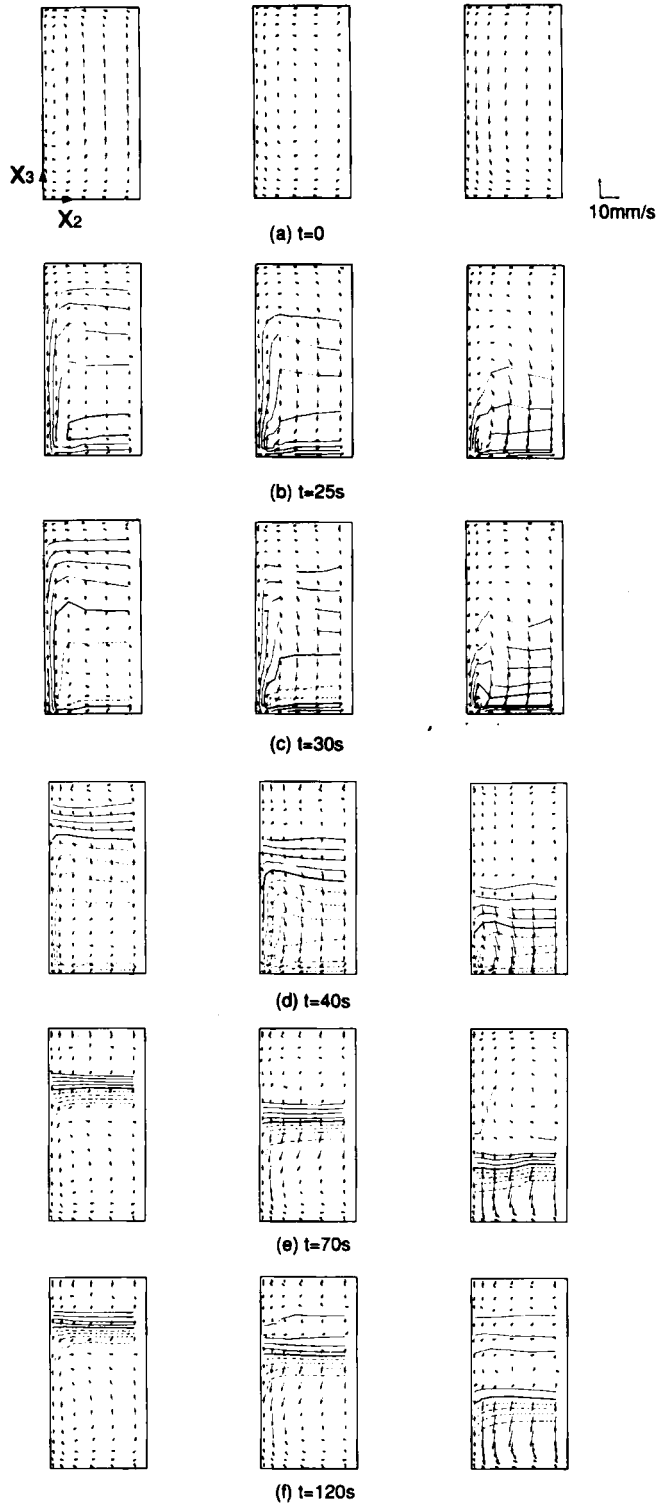 X3
X2
10mm/s
(a) t=0
(b) t=25s
(c) t=30s
(d) t=40s
(e) t=70s
(f) t=120s